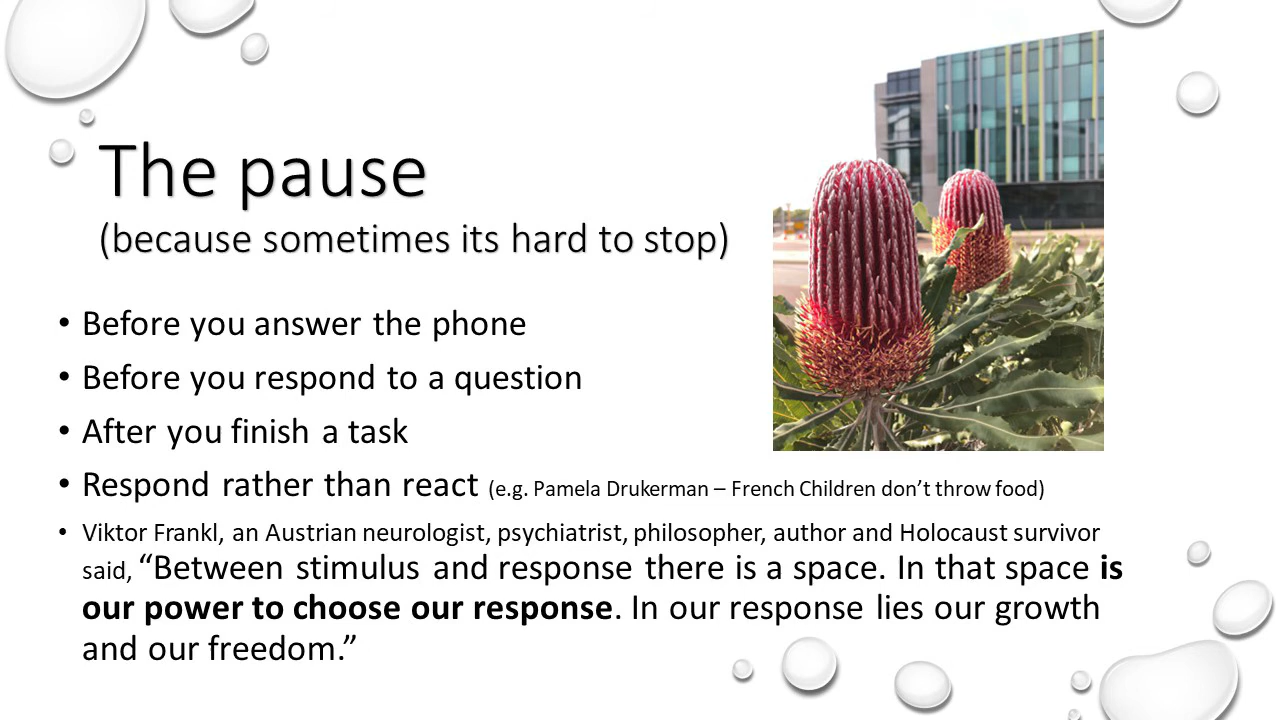 The pause
(because sometimes its hard to stop)
• Before you answer the phone
• Before you respond to a question
• After you finish a task
• Respond rather than react (e.g. Pamela Drukerman – French Children don’t throw food)
• Viktor Frankl, an Austrian neurologist, psychiatrist, philosopher, author and Holocaust survivor
said, “Between stimulus and response there is a space. In that space is
our power to choose our response. In our response lies our growth
and our freedom.”